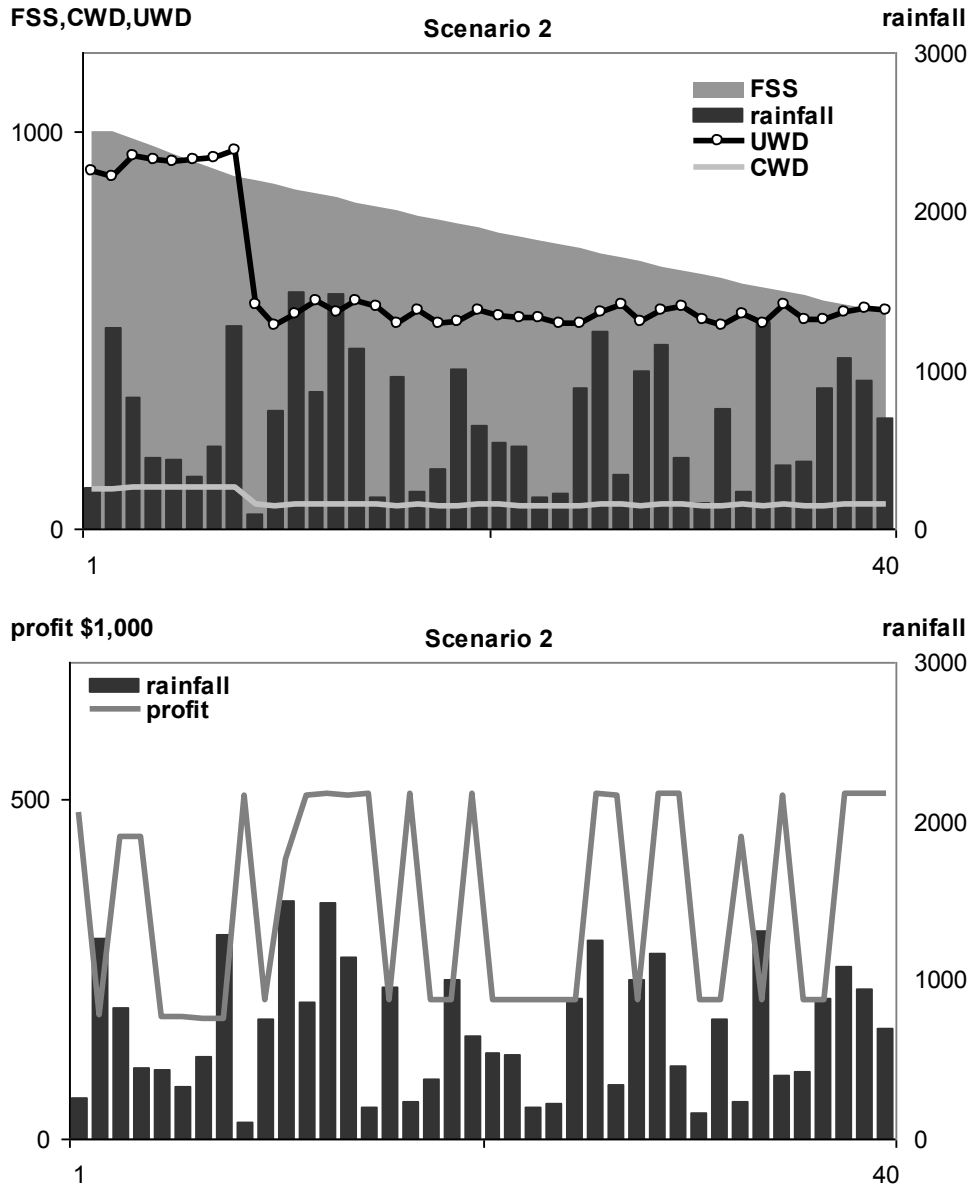 FSS,CWD,UWD
Scenario 2
rainfall
3000
FSS
rainfall
UWD
CWD
1000
2000
1000
0
0
1
40
profit $1,000
Scenario 2
ranifall
3000
rainfall
profit
500
2000
1000
0
0
1
40